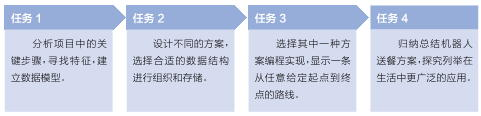 任务 1
分析项目中的关
键步骤，寻找特征，建
立数据模型。
任务 2
设计不同的方案，
选择合适的数据结构
进行组织和存储。
任务 3
选择其中一种方
案编程实现，显示一条
从任意给定起点到终
点的路线。
任务 4
归纳总结机器人
送餐方案，探究列举在
生活中更广泛的应用。